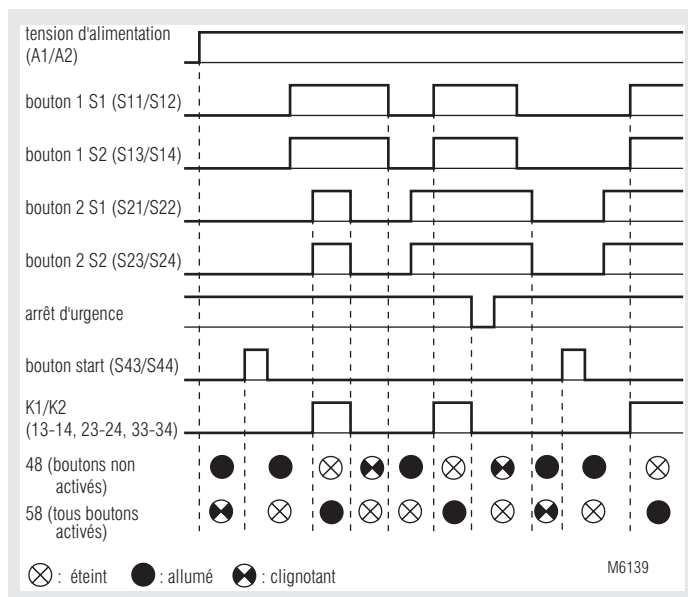 tension d'alimentation
(A1/A2)
bouton 1 S1 (S11/S12)
bouton 1 S2 (S13/S14)
bouton 2 S1 (S21/S22)
bouton 2 S2 (S23/S24)
arrêt d'urgence
bouton start (S43/S44)
K1/K2
(13-14, 23-24, 33-34)
48 (boutons non
activés)
58 (tous boutons
activés)
: éteint : allumé : clignotant
M6139